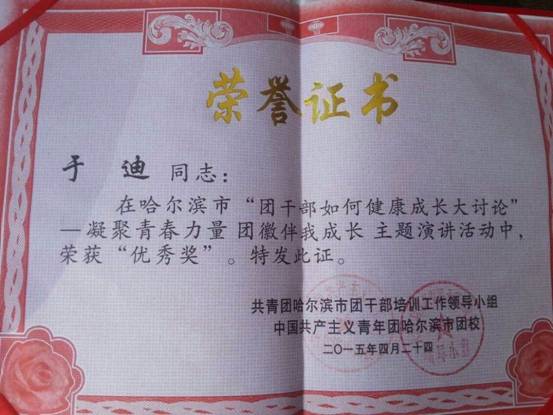 荣誉证书
于 迪 同志：
在哈尔滨市“团干部如何健康成长大讨论”
—凝聚青春力量 团徽伴我成长 主题演讲活动中，
荣获“优秀奖”。特发此证。
共青团哈尔滨市团干部培训工作领导小组
中国共产主义青年团哈尔滨市团校
二〇一五年四月二十四